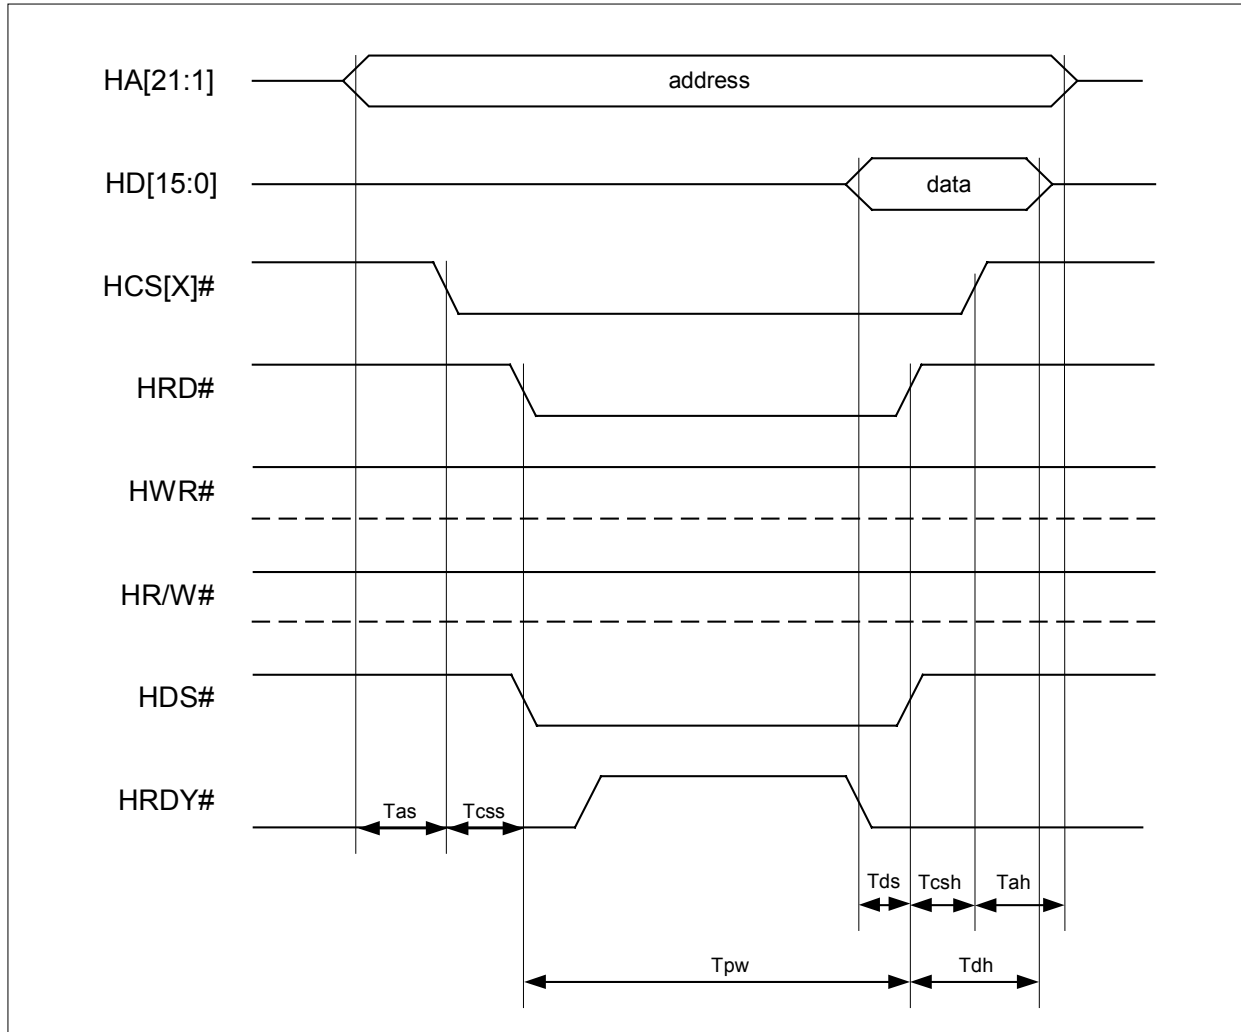 HA[21:1] address
HD[15:0] data
HCS[X]#
HRD#
HWR#
HR/W#
HDS#
HRDY#
Tas Tcss
Tds Tcsh Tah
Tpw Tdh